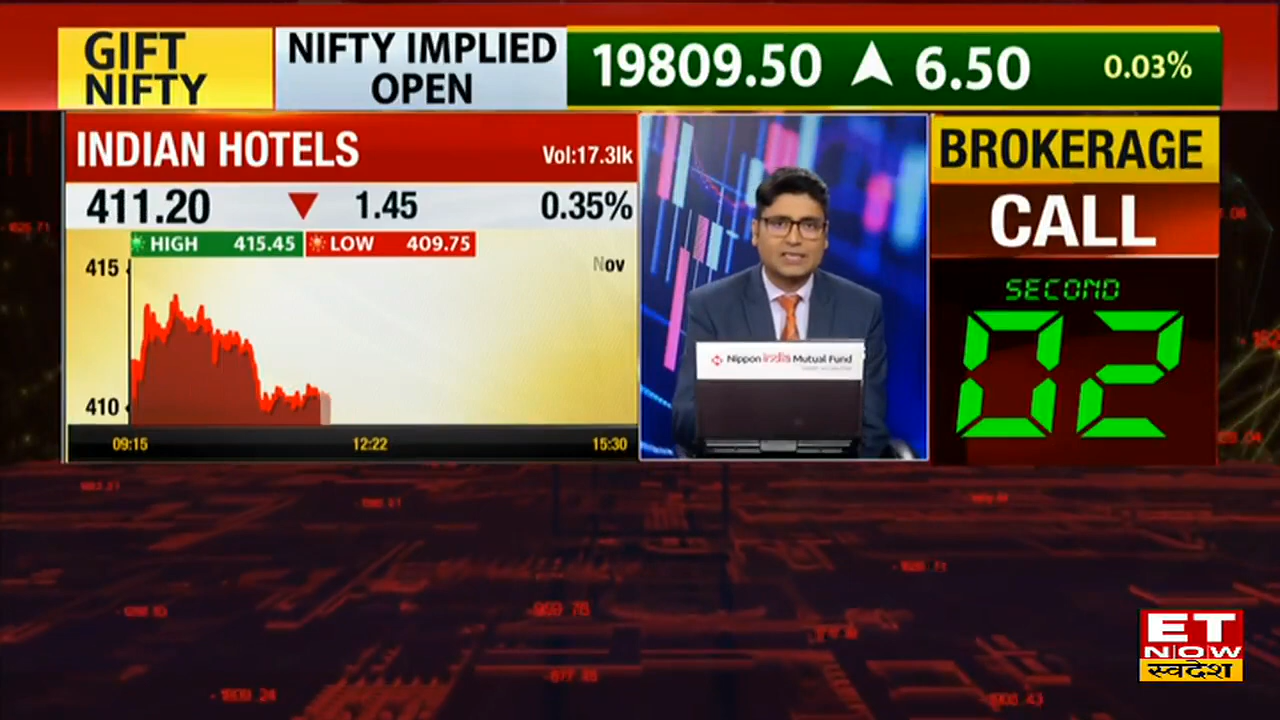 GIFT
NIFTY
NIFTY IMPLIED
OPEN
19809.50 ▲ 6.50 0.03%
INDIAN HOTELS Vol:17.3lk
411.20 ▼ 1.45 0.35%
HIGH 415.45 LOW 409.75
Nov
415
410
09:15 12:22 15:30
Nippon india Mutual Fund
BROKERAGE
CALL
SECOND
02
ET
NOW
स्वदेश